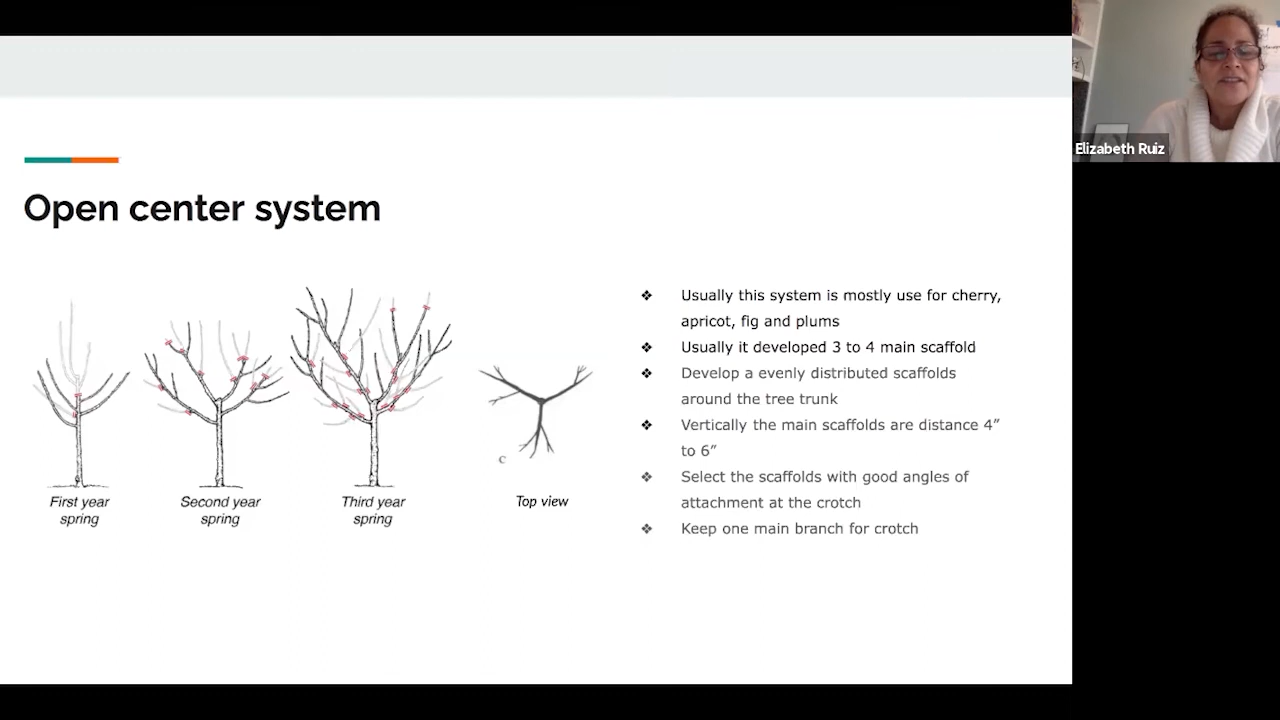 Elizabeth Ruiz
Open center system
❖ Usually this system is mostly use for cherry,
apricot, fig and plums
❖ Usually it developed 3 to 4 main scaffold
❖ Develop a evenly distributed scaffolds
around the tree trunk
❖ Vertically the main scaffolds are distance 4”
to 6”
❖ Select the scaffolds with good angles of
attachment at the crotch
❖ Keep one main branch for crotch
c
First year
spring
Second year
spring
Third year
spring
Top view